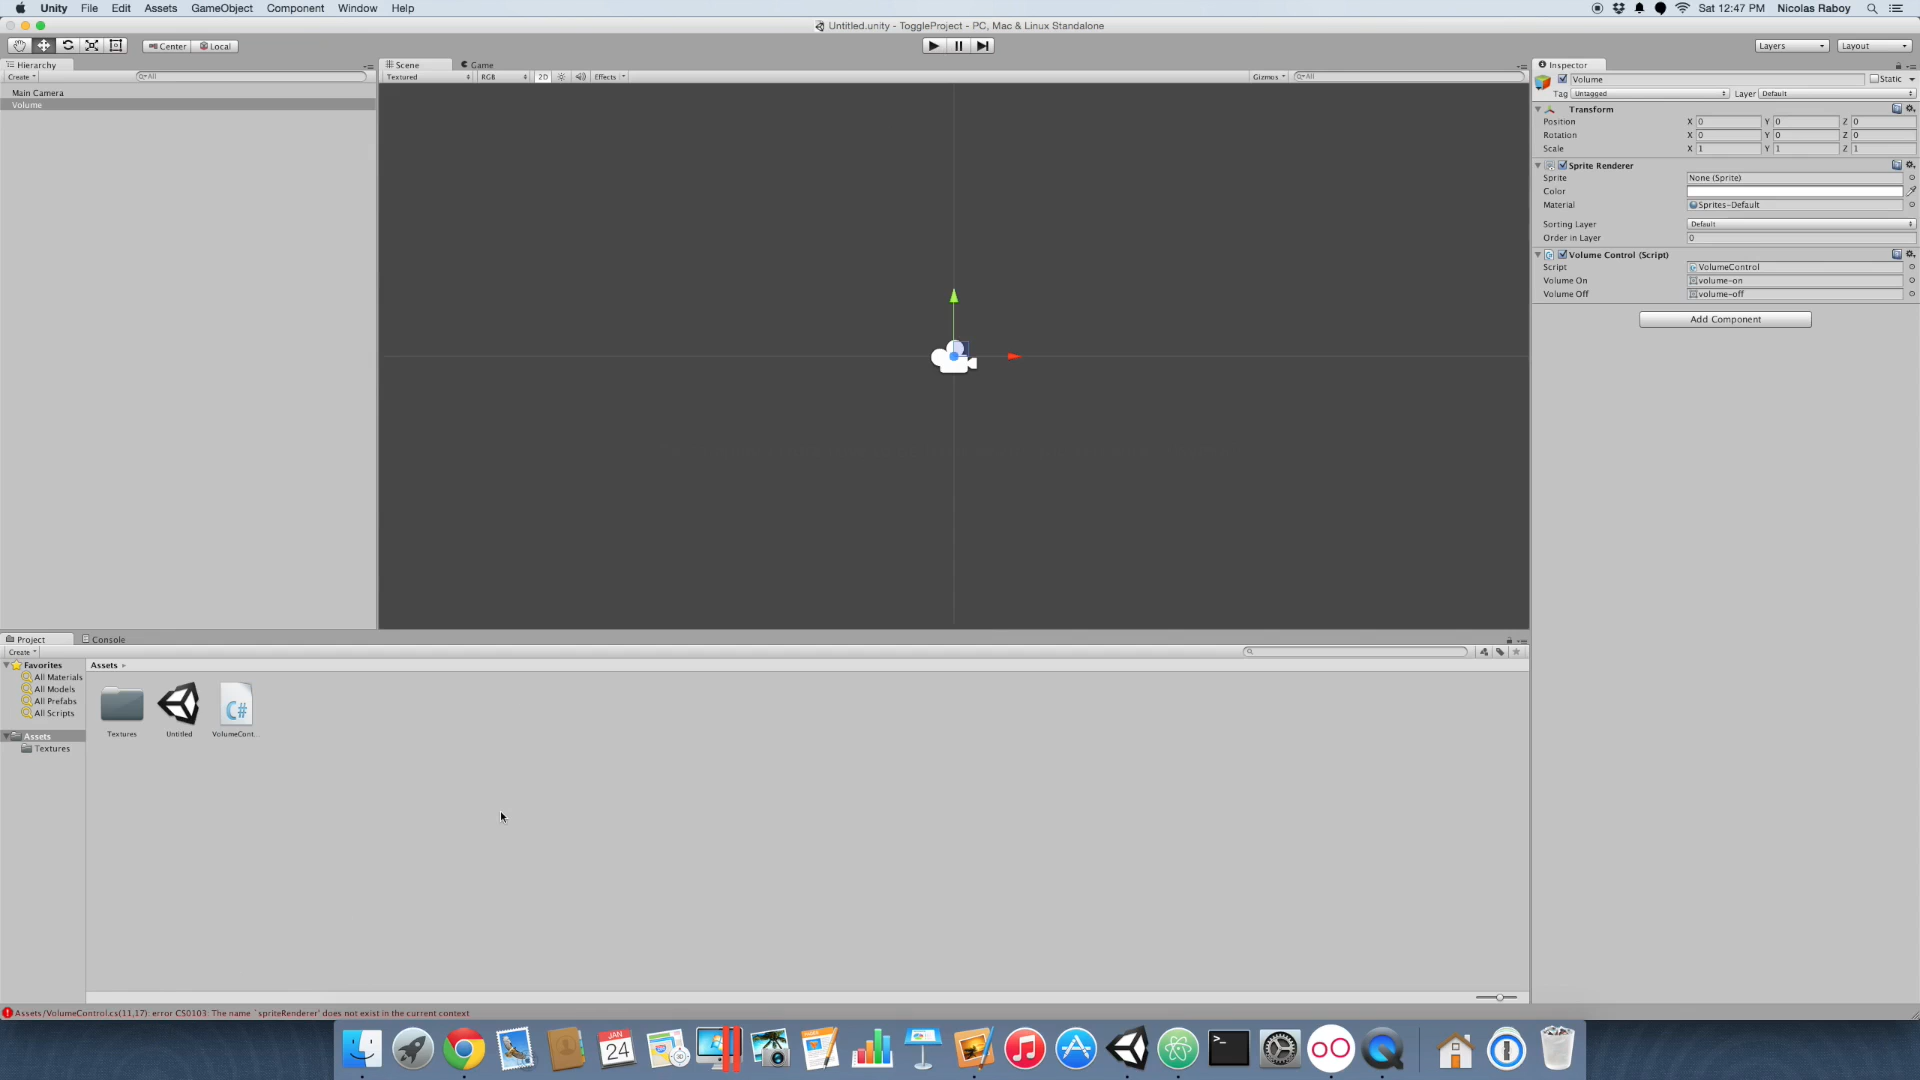 Unity File Edit Assets GameObject Component Window Help Sat 12:47 PM Nicolas Raboy
Untitled.unity - ToggleProject - PC, Mac & Linux Standalone
Center Local Layers Layout
Hierarchy
Create All
Main Camera
Volume
Scene Game
Textured RGB 2D Effects Gizmos All
Inspector
Volume Static
Tag Untagged Layer Default
Transform
Position X 0 Y 0 Z 0
Rotation X 0 Y 0 Z 0
Scale X 1 Y 1 Z 1
Sprite Renderer
Sprite None (Sprite)
Color
Material Sprites-Default
Sorting Layer Default
Order in Layer 0
Volume Control (Script)
Script VolumeControl
Volume On volume-on
Volume Off volume-off
Add Component
Project Console
Create
Favorites
All Materials
All Models
All Prefabs
All Scripts
Assets
Textures
Assets
C#
Textures Untitled VolumeCont...
Assets/VolumeControl.cs(11,17): error CS0103: The name `spriteRenderer' does not exist in the current context
JAN
24